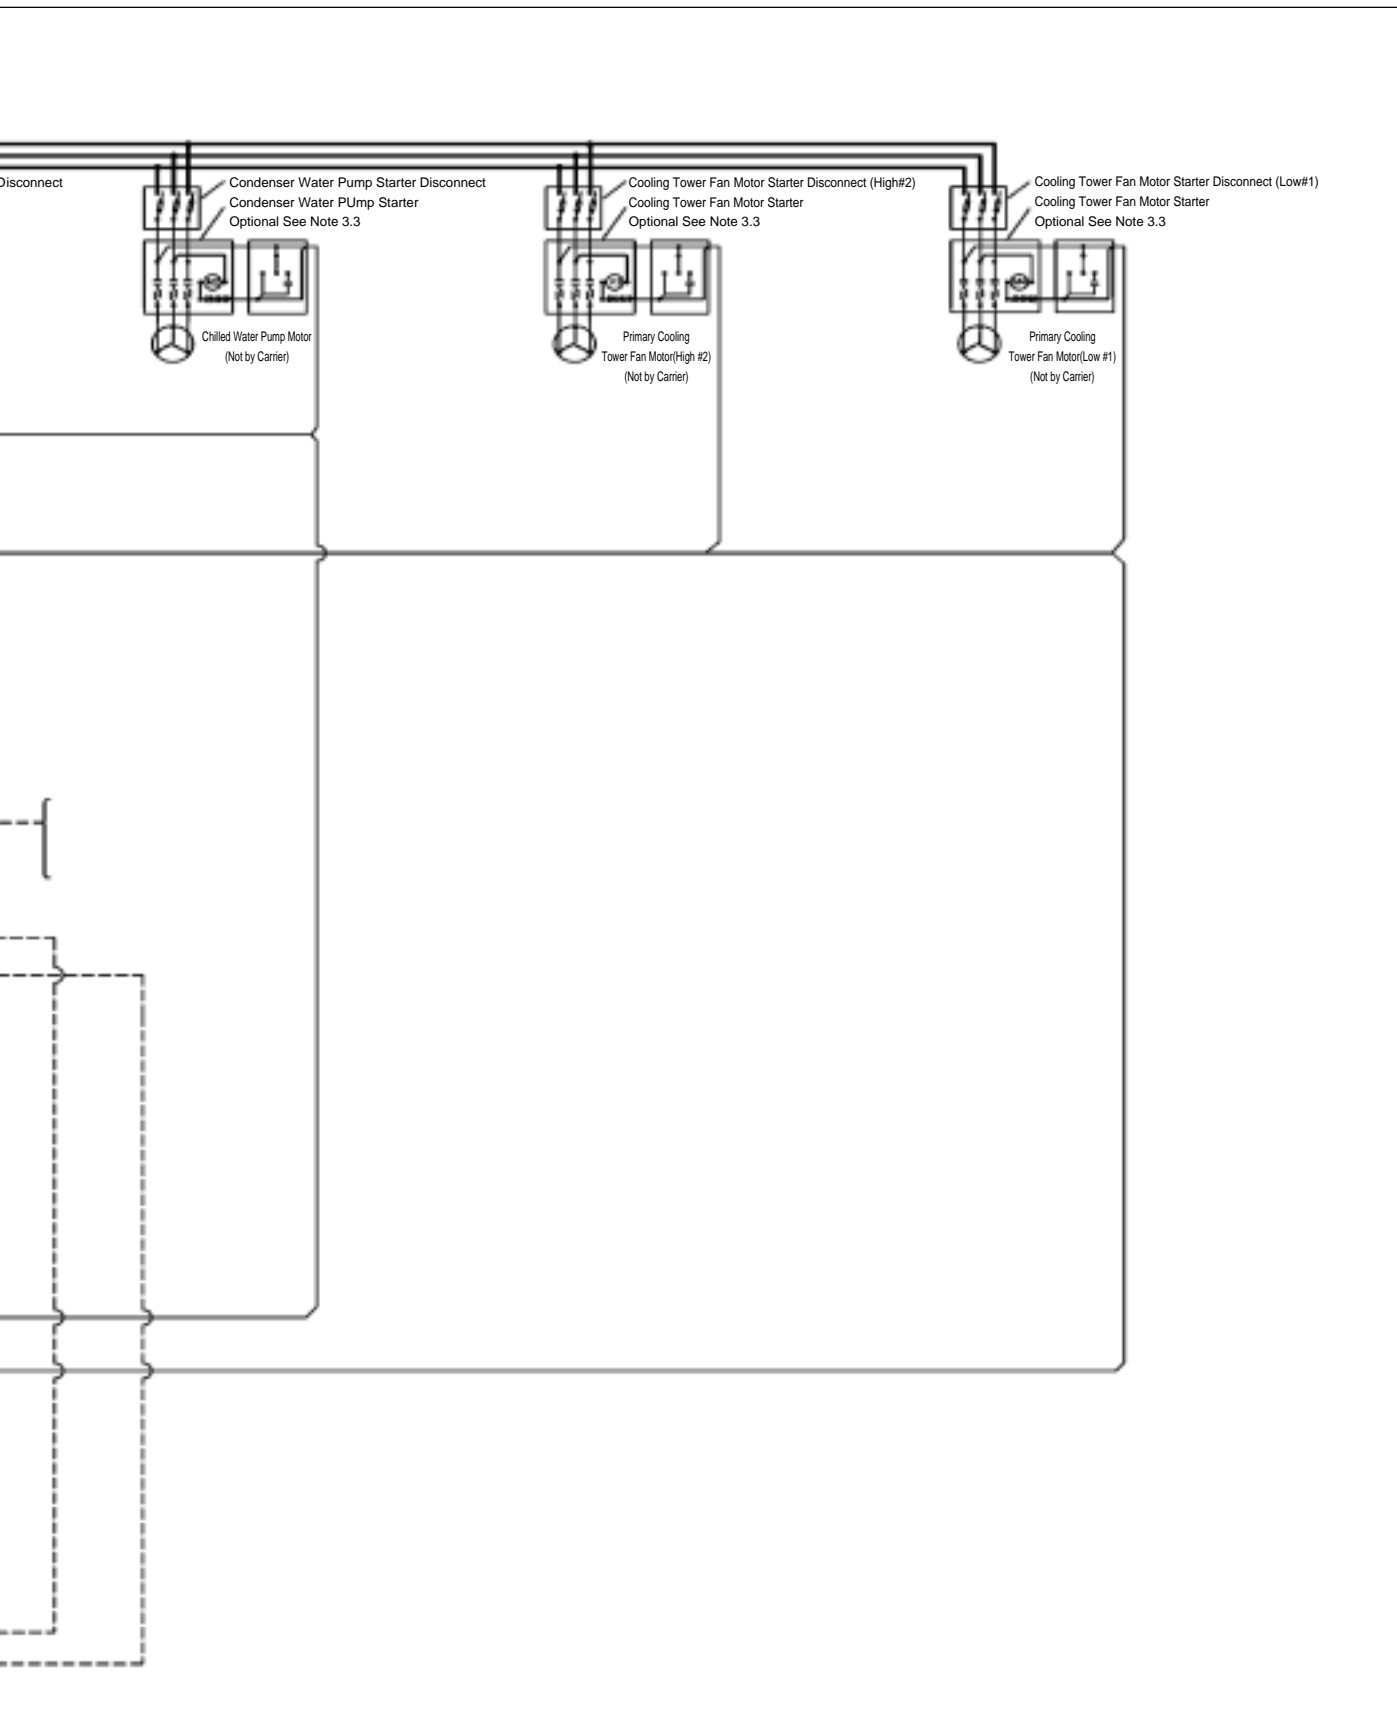 Disconnect
Condenser Water Pump Starter Disconnect
Condenser Water PUmp Starter
Optional See Note 3.3
Cooling Tower Fan Motor Starter Disconnect (High#2)
Cooling Tower Fan Motor Starter
Optional See Note 3.3
Cooling Tower Fan Motor Starter Disconnect (Low#1)
Cooling Tower Fan Motor Starter
Optional See Note 3.3
Chilled Water Pump Motor
(Not by Carrier)
Primary Cooling
Tower Fan Motor(High #2)
(Not by Carrier)
Primary Cooling
Tower Fan Motor(Low #1)
(Not by Carrier)